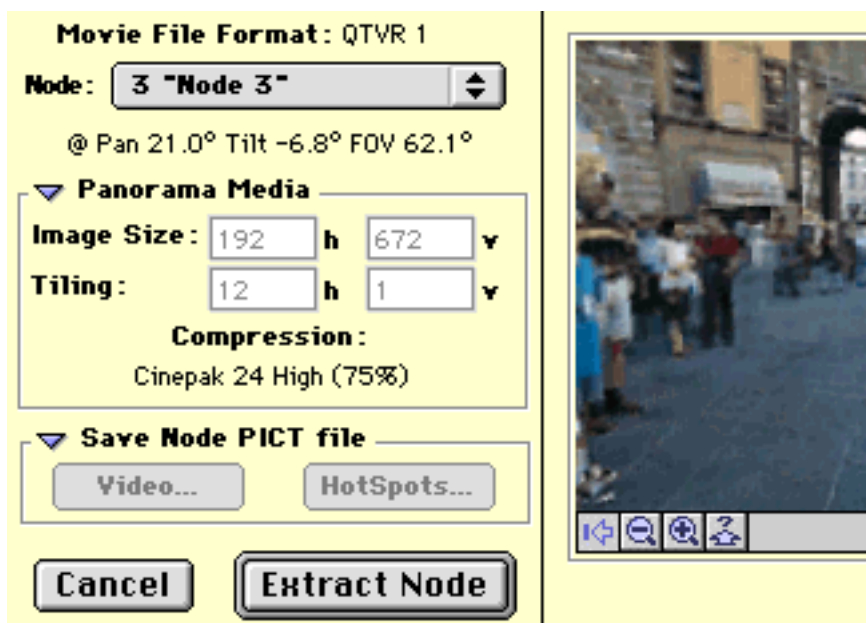 Movie File Format: QTVR 1
Node: 3 "Node 3"
@ Pan 21.0° Tilt -6.8° FOV 62.1°
Panorama Media
Image Size: 192 h 672 v
Tiling: 12 h 1 v
Compression:
Cinepak 24 High (75%)
Save Node PICT file
Video... HotSpots...
?
Cancel Extract Node